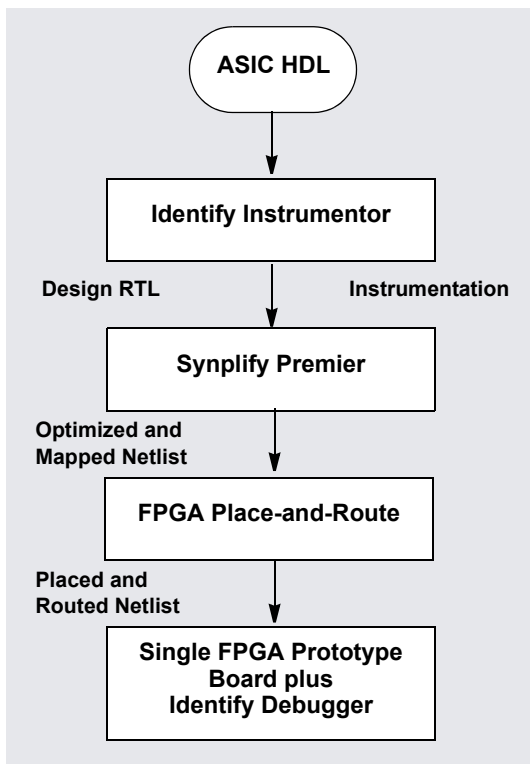 ASIC HDL
Identify Instrumentor
Design RTL
Instrumentation
Synplify Premier
Optimized and
Mapped Netlist
FPGA Place-and-Route
Placed and
Routed Netlist
Single FPGA Prototype
Board plus
Identify Debugger